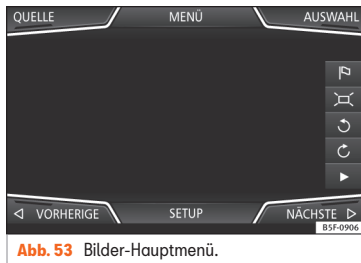 QUELLE MENÜ AUSWAHL
VORHERIGE SETUP NÄCHSTE
B5F-0906
Abb. 53 Bilder-Hauptmenü.